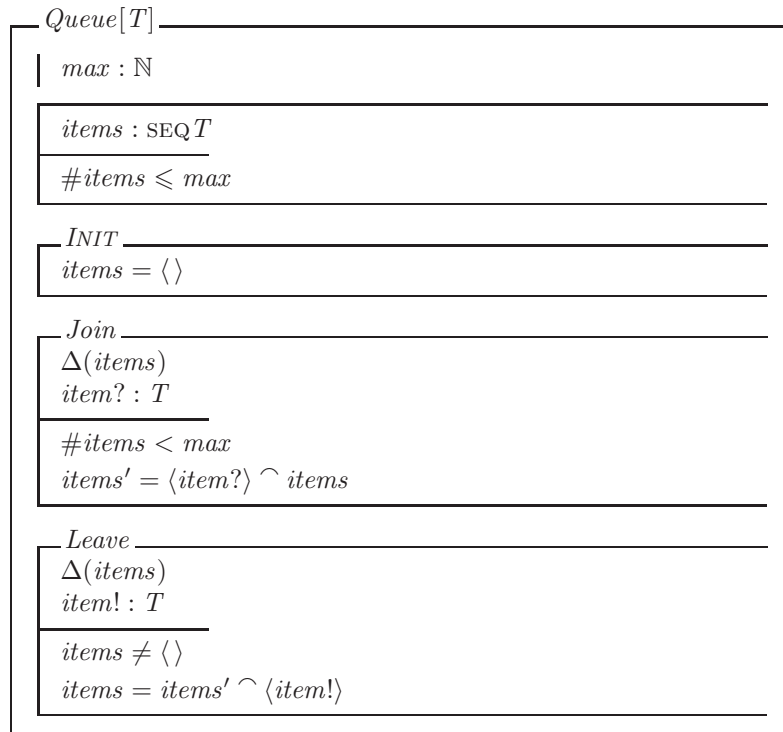 Queue[T]
max : ℕ
items : SEQ T
#items ⩽ max
INIT
items = ⟨ ⟩
Join
Δ(items)
item? : T
#items < max
items′ = ⟨item?⟩ ⌢ items
Leave
Δ(items)
item! : T
items ≠ ⟨ ⟩
items = items′ ⌢ ⟨item!⟩